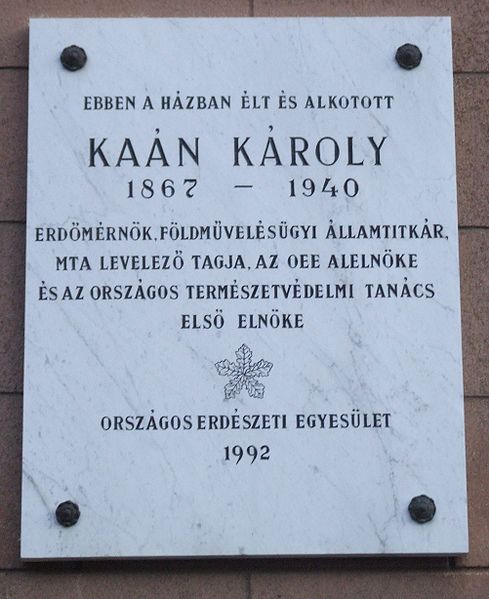 EBBEN A HÁZBAN ÉLT ÉS ALKOTOTT
KAÁN KÁROLY
1867 – 1940
ERDŐMÉRNÖK, FÖLDMŰVELÉSÜGYI ÁLLAMTITKÁR,
MTA LEVELEZŐ TAGJA, AZ OEE ALELNÖKE
ÉS AZ ORSZÁGOS TERMÉSZETVÉDELMI TANÁCS
ELSŐ ELNÖKE
ORSZÁGOS ERDÉSZETI EGYESÜLET
1992